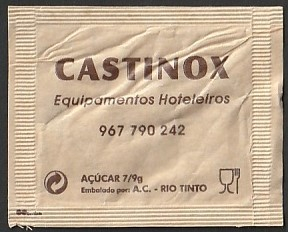 CASTINOX
Equipamentos Hoteleiros
967 790 242
AÇÚCAR 7/9g
Embalado por: A.C. - RIO TINTO